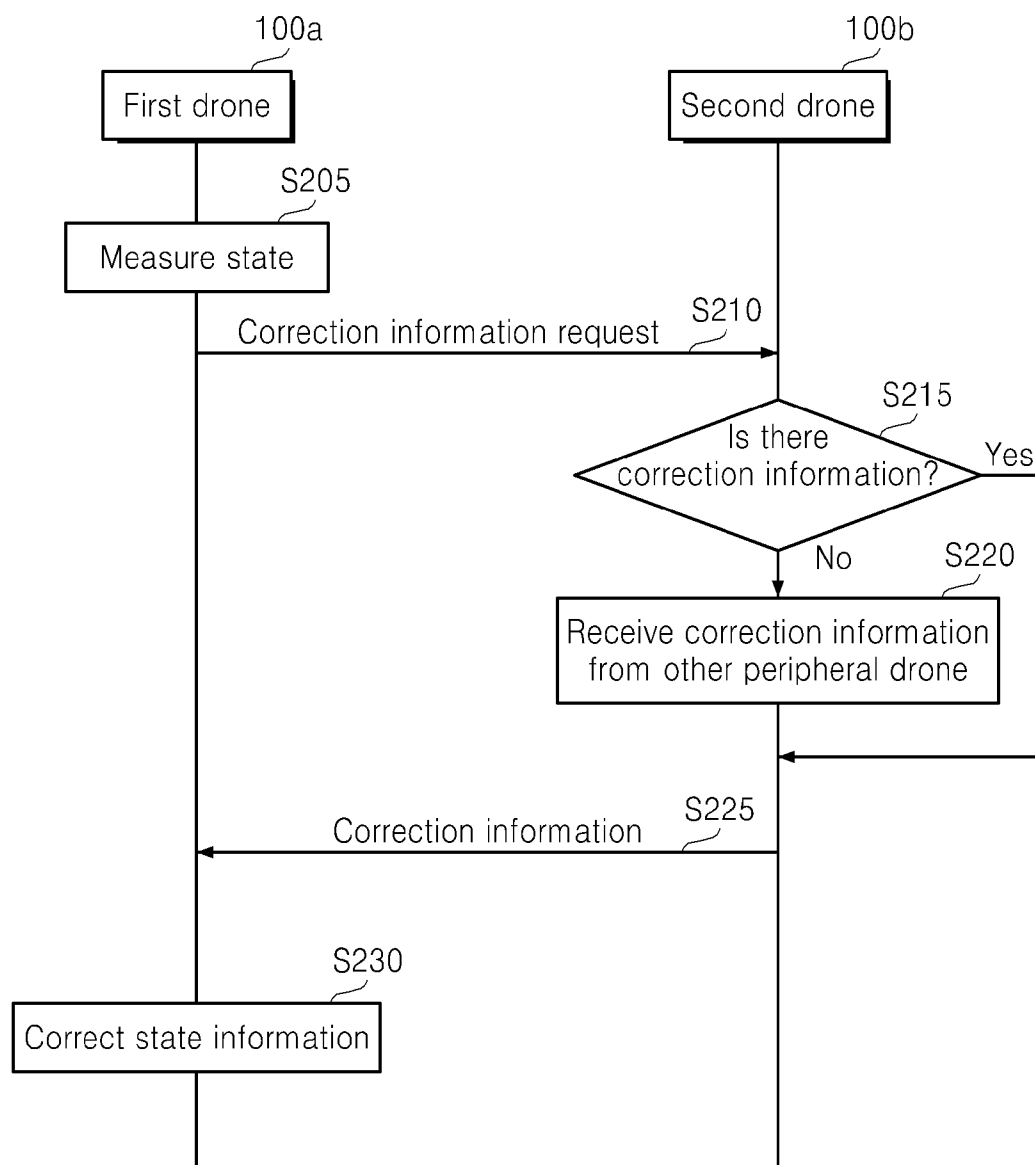 100a
100b
First drone
Second drone
S205
Measure state
S210
Correction information request
S215
Is there
correction information?
Yes
No
S220
Receive correction information
from other peripheral drone
S225
Correction information
S230
Correct state information